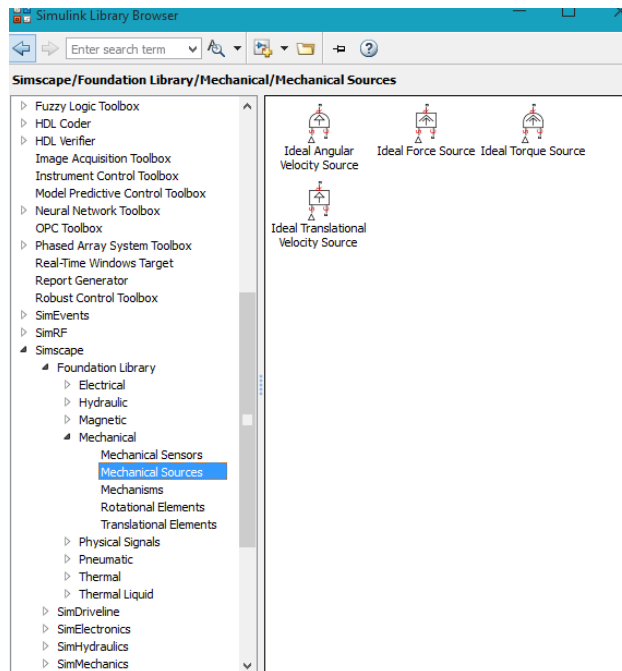 Simulink Library Browser
Enter search term
Simscape/Foundation Library/Mechanical/Mechanical Sources
Fuzzy Logic Toolbox
HDL Coder
HDL Verifier
Image Acquisition Toolbox
Instrument Control Toolbox
Model Predictive Control Toolbox
Neural Network Toolbox
OPC Toolbox
Phased Array System Toolbox
Real-Time Windows Target
Report Generator
Robust Control Toolbox
SimEvents
SimRF
Simscape
Foundation Library
Electrical
Hydraulic
Magnetic
Mechanical
Mechanical Sensors
Mechanical Sources
Mechanisms
Rotational Elements
Translational Elements
Physical Signals
Pneumatic
Thermal
Thermal Liquid
SimDriveline
SimElectronics
SimHydraulics
SimMechanics
Ideal Angular
Velocity Source
Ideal Force Source
Ideal Torque Source
Ideal Translational
Velocity Source